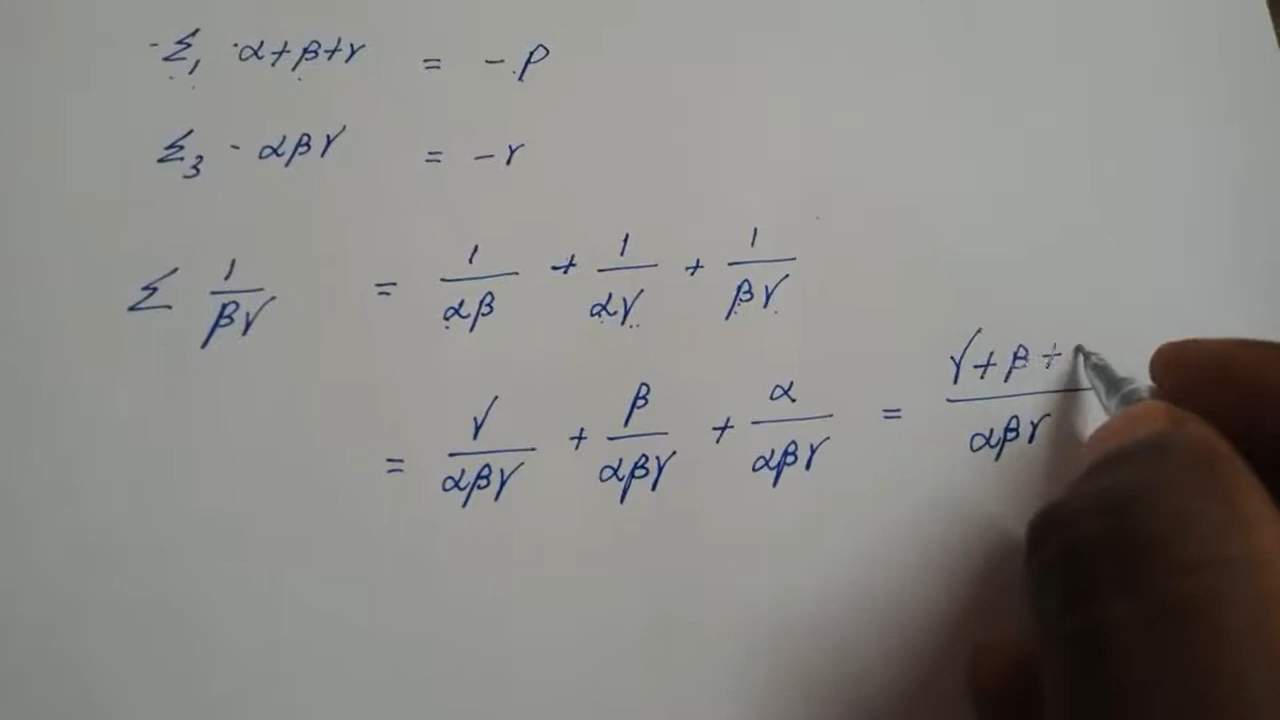 Σ₁ α+β+γ = -p
Σ₃ - αβγ = -r
Σ 1/βγ = 1/αβ + 1/αγ + 1/βγ
= γ/αβγ + β/αβγ + α/αβγ = γ+β+/αβγ